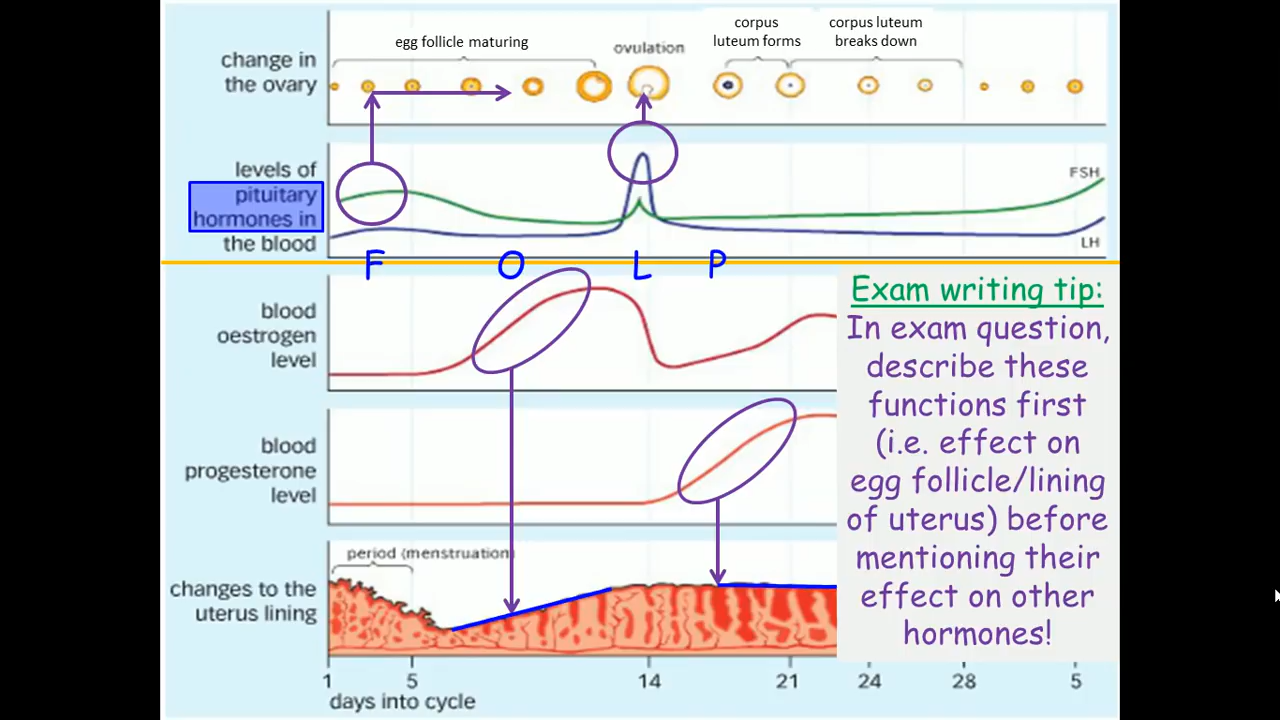 change in
the ovary
egg follicle maturing
ovulation
corpus
luteum forms
corpus luteum
breaks down
levels of
pituitary
hormones in
the blood
FSH
LH
F O L P
blood
oestrogen
level
blood
progesterone
level
period (menstruation)
changes to the
uterus lining
1 5 14 21 24 28 5
days into cycle
Exam writing tip:
In exam question,
describe these
functions first
(i.e. effect on
egg follicle/lining
of uterus) before
mentioning their
effect on other
hormones!